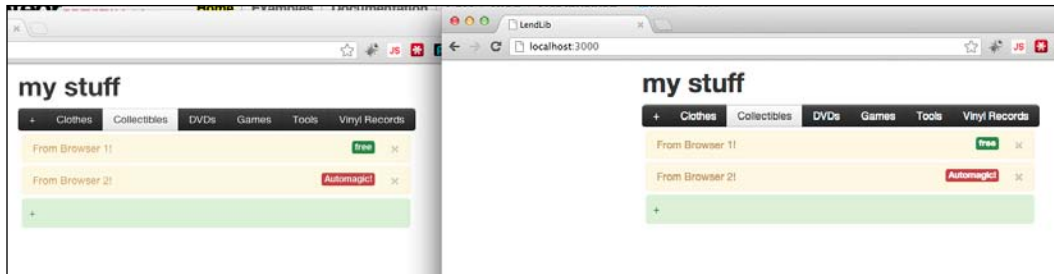 Home Examples Documentation
my stuff
+ Clothes Collectibles DVDs Games Tools Vinyl Records
From Browser 1! free ×
From Browser 2! Automagic! ×
+
LendLib ×
localhost:3000
JS
my stuff
+ Clothes Collectibles DVDs Games Tools Vinyl Records
From Browser 1! free ×
From Browser 2! Automagic! ×
+